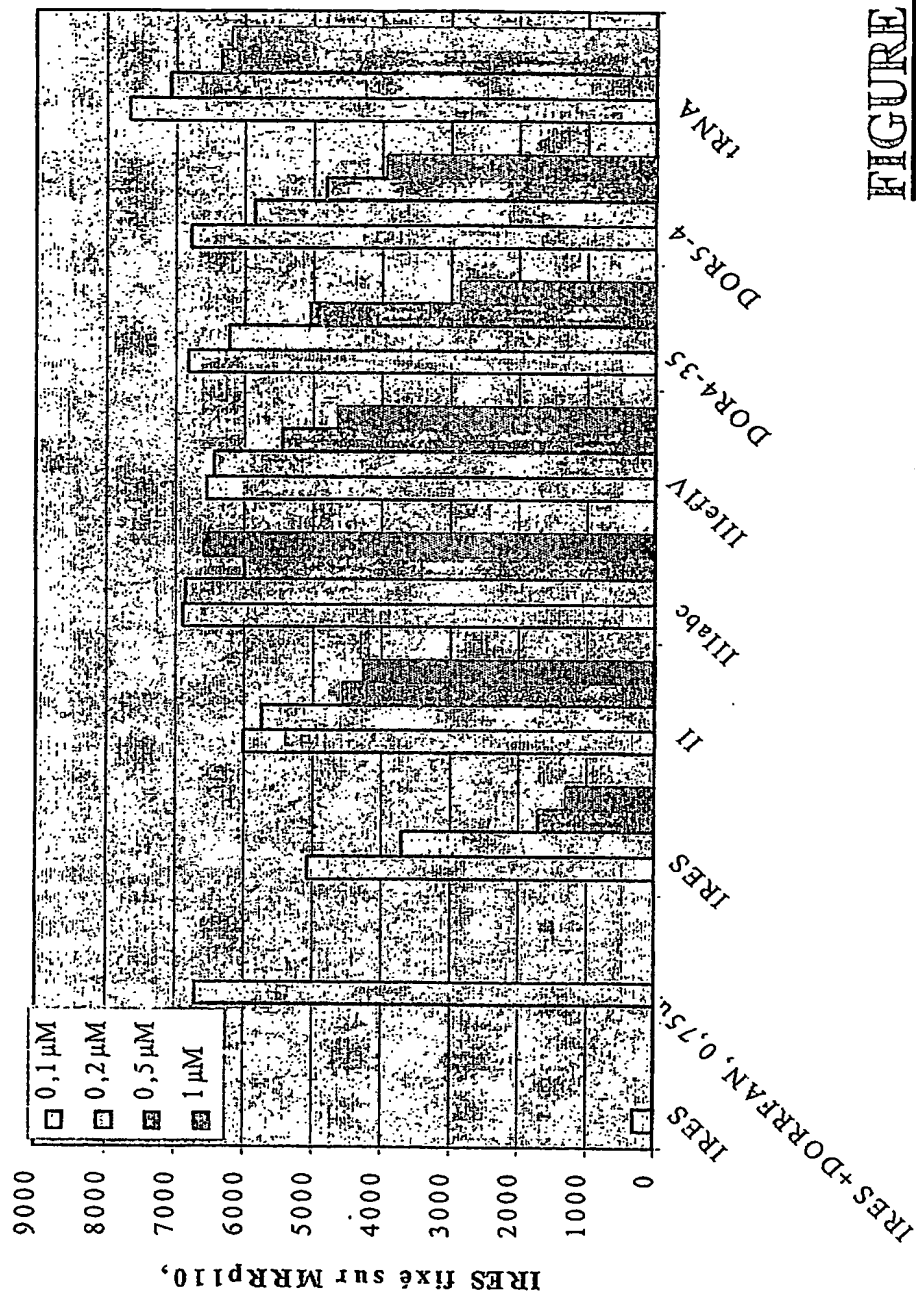 IRES fixé sur MRRp110,
9000
8000
7000
6000
5000
4000
3000
2000
1000
0
0,1 µM
0,2 µM
0,5 µM
1 µM
IRES
IRES+DORRFAN, 0,75u.
IRES
II
IIIabc
IIIefIV
DOR4-35
DOR5-4
tRNA
FIGURE